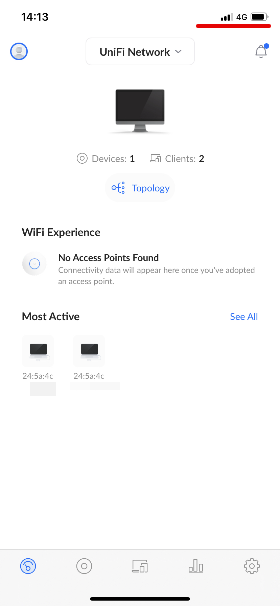 14:13
4G
UniFi Network
Devices: 1
Clients: 2
Topology
WiFi Experience
No Access Points Found
Connectivity data will appear here once you've adopted
an access point.
Most Active
See All
24:5a:4c
24:5a:4c